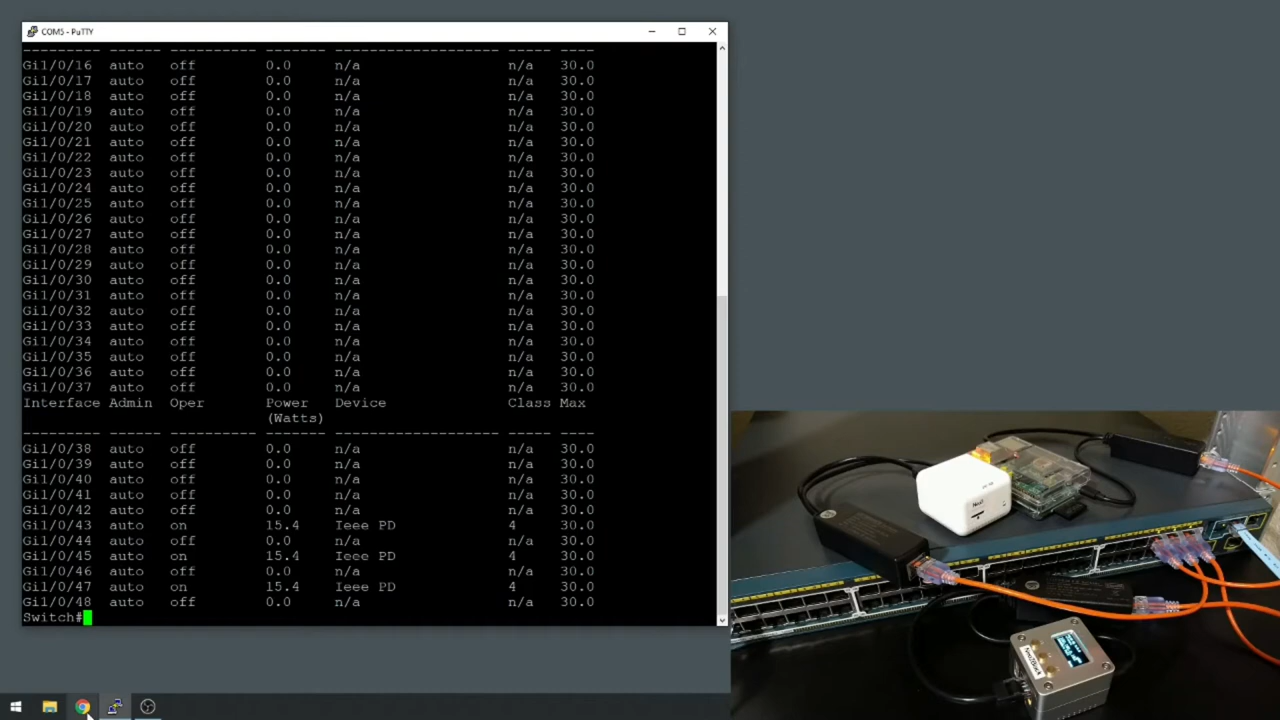 COM5 - PuTTY
--------- ------ ---------- ------- ------------------- ----- ----
Gi1/0/16 auto off 0.0 n/a n/a 30.0
Gi1/0/17 auto off 0.0 n/a n/a 30.0
Gi1/0/18 auto off 0.0 n/a n/a 30.0
Gi1/0/19 auto off 0.0 n/a n/a 30.0
Gi1/0/20 auto off 0.0 n/a n/a 30.0
Gi1/0/21 auto off 0.0 n/a n/a 30.0
Gi1/0/22 auto off 0.0 n/a n/a 30.0
Gi1/0/23 auto off 0.0 n/a n/a 30.0
Gi1/0/24 auto off 0.0 n/a n/a 30.0
Gi1/0/25 auto off 0.0 n/a n/a 30.0
Gi1/0/26 auto off 0.0 n/a n/a 30.0
Gi1/0/27 auto off 0.0 n/a n/a 30.0
Gi1/0/28 auto off 0.0 n/a n/a 30.0
Gi1/0/29 auto off 0.0 n/a n/a 30.0
Gi1/0/30 auto off 0.0 n/a n/a 30.0
Gi1/0/31 auto off 0.0 n/a n/a 30.0
Gi1/0/32 auto off 0.0 n/a n/a 30.0
Gi1/0/33 auto off 0.0 n/a n/a 30.0
Gi1/0/34 auto off 0.0 n/a n/a 30.0
Gi1/0/35 auto off 0.0 n/a n/a 30.0
Gi1/0/36 auto off 0.0 n/a n/a 30.0
Gi1/0/37 auto off 0.0 n/a n/a 30.0
Interface Admin Oper Power Device Class Max
(Watts)
--------- ------ ---------- ------- ------------------- ----- ----
Gi1/0/38 auto off 0.0 n/a n/a 30.0
Gi1/0/39 auto off 0.0 n/a n/a 30.0
Gi1/0/40 auto off 0.0 n/a n/a 30.0
Gi1/0/41 auto off 0.0 n/a n/a 30.0
Gi1/0/42 auto off 0.0 n/a n/a 30.0
Gi1/0/43 auto on 15.4 Ieee PD 4 30.0
Gi1/0/44 auto off 0.0 n/a n/a 30.0
Gi1/0/45 auto on 15.4 Ieee PD 4 30.0
Gi1/0/46 auto off 0.0 n/a n/a 30.0
Gi1/0/47 auto on 15.4 Ieee PD 4 30.0
Gi1/0/48 auto off 0.0 n/a n/a 30.0
Switch#